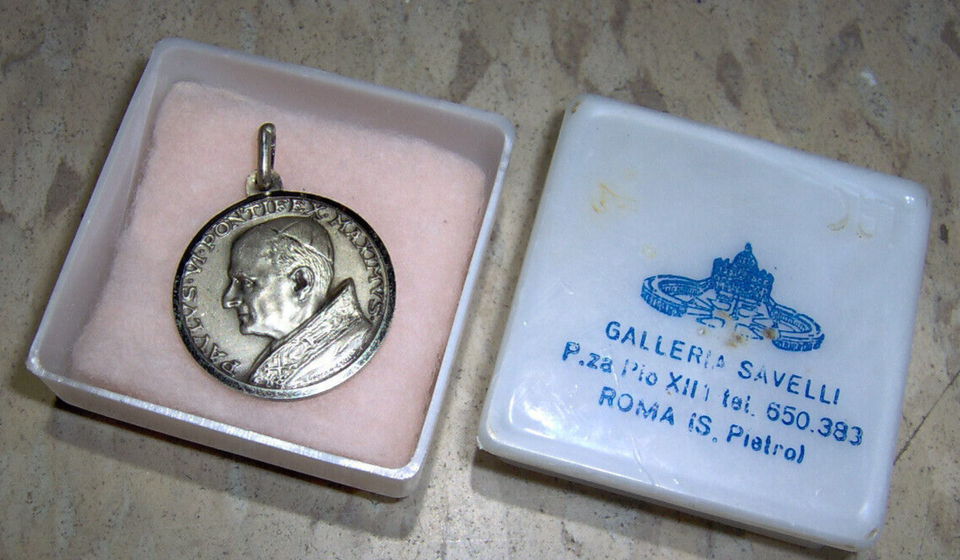 PAVLVS·VI·PONTIFEX·MAXIMVS
GALLERIA SAVELLI
P.za Pio XII 1 tel. 650.383
ROMA (S. Pietro)